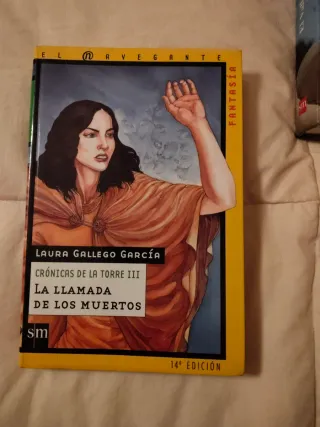 EL NAVEGANTE
FANTASÍA
LAURA GALLEGO GARCÍA
CRÓNICAS DE LA TORRE III
LA LLAMADA
DE LOS MUERTOS
sm
14ª EDICIÓN